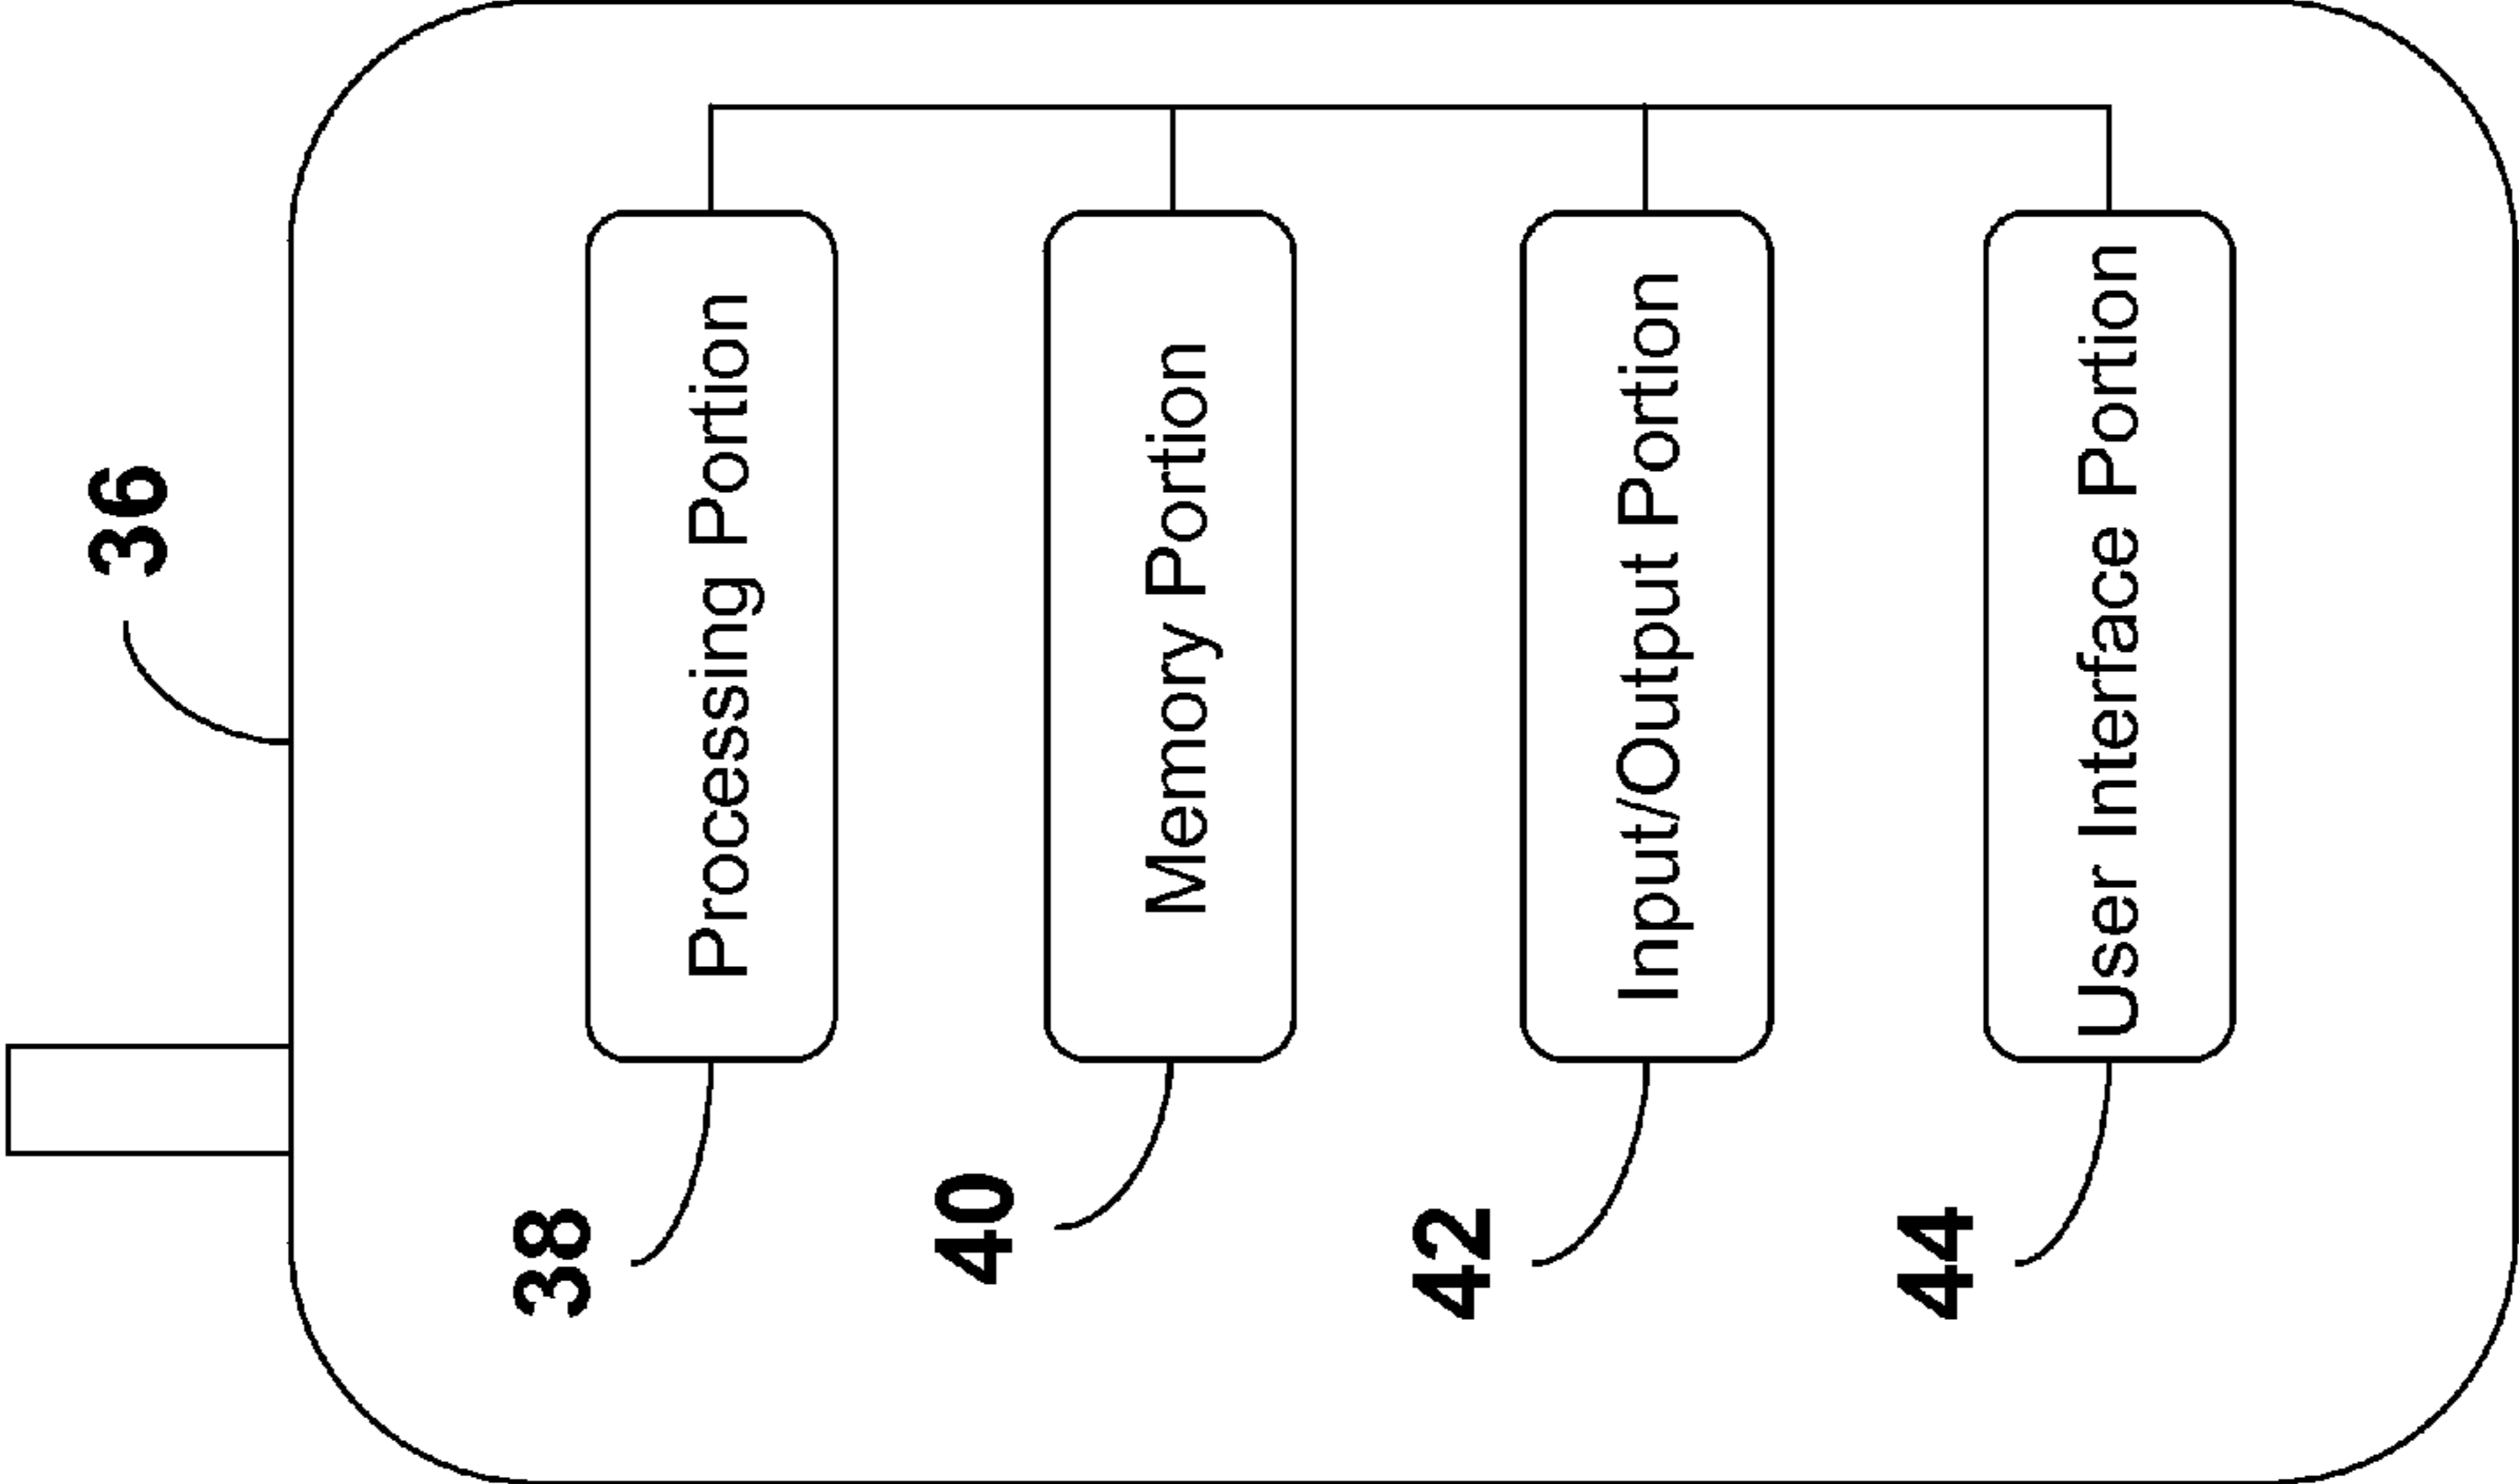 36
38
Processing Portion
40
Memory Portion
42
Input/Output Portion
44
User Interface Portion